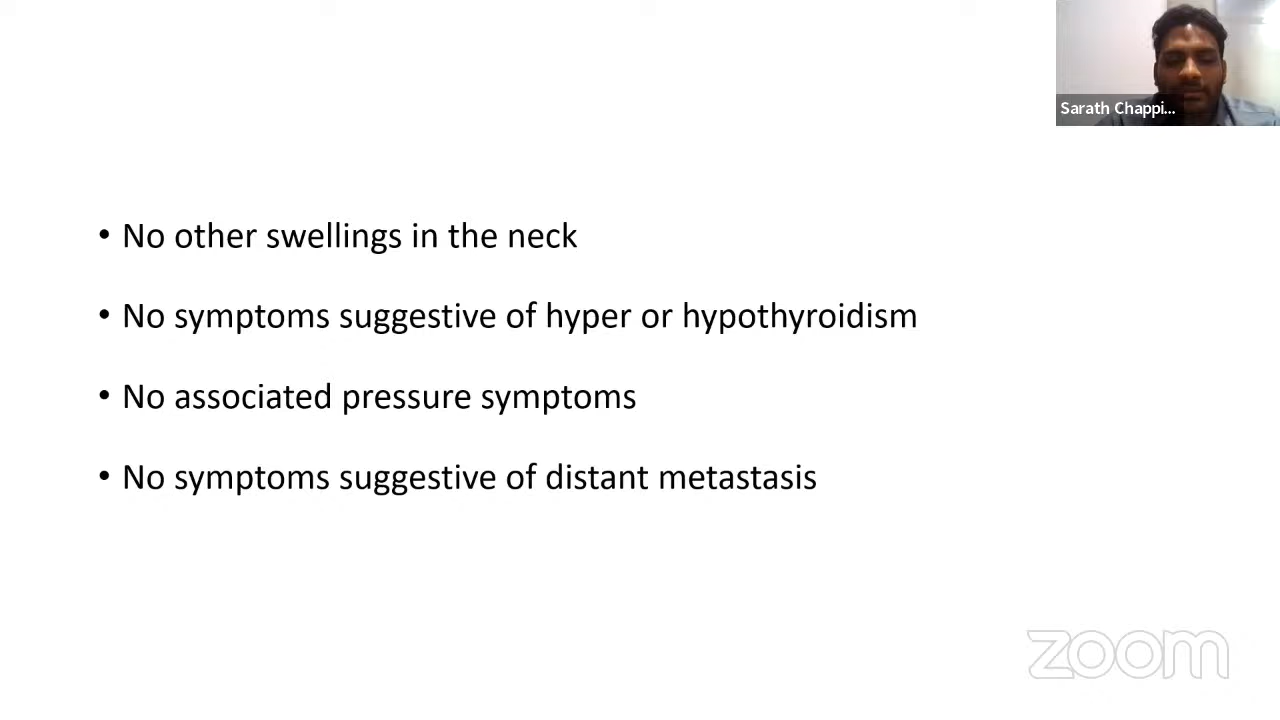 Sarath Chappi...
• No other swellings in the neck
• No symptoms suggestive of hyper or hypothyroidism
• No associated pressure symptoms
• No symptoms suggestive of distant metastasis
zoom